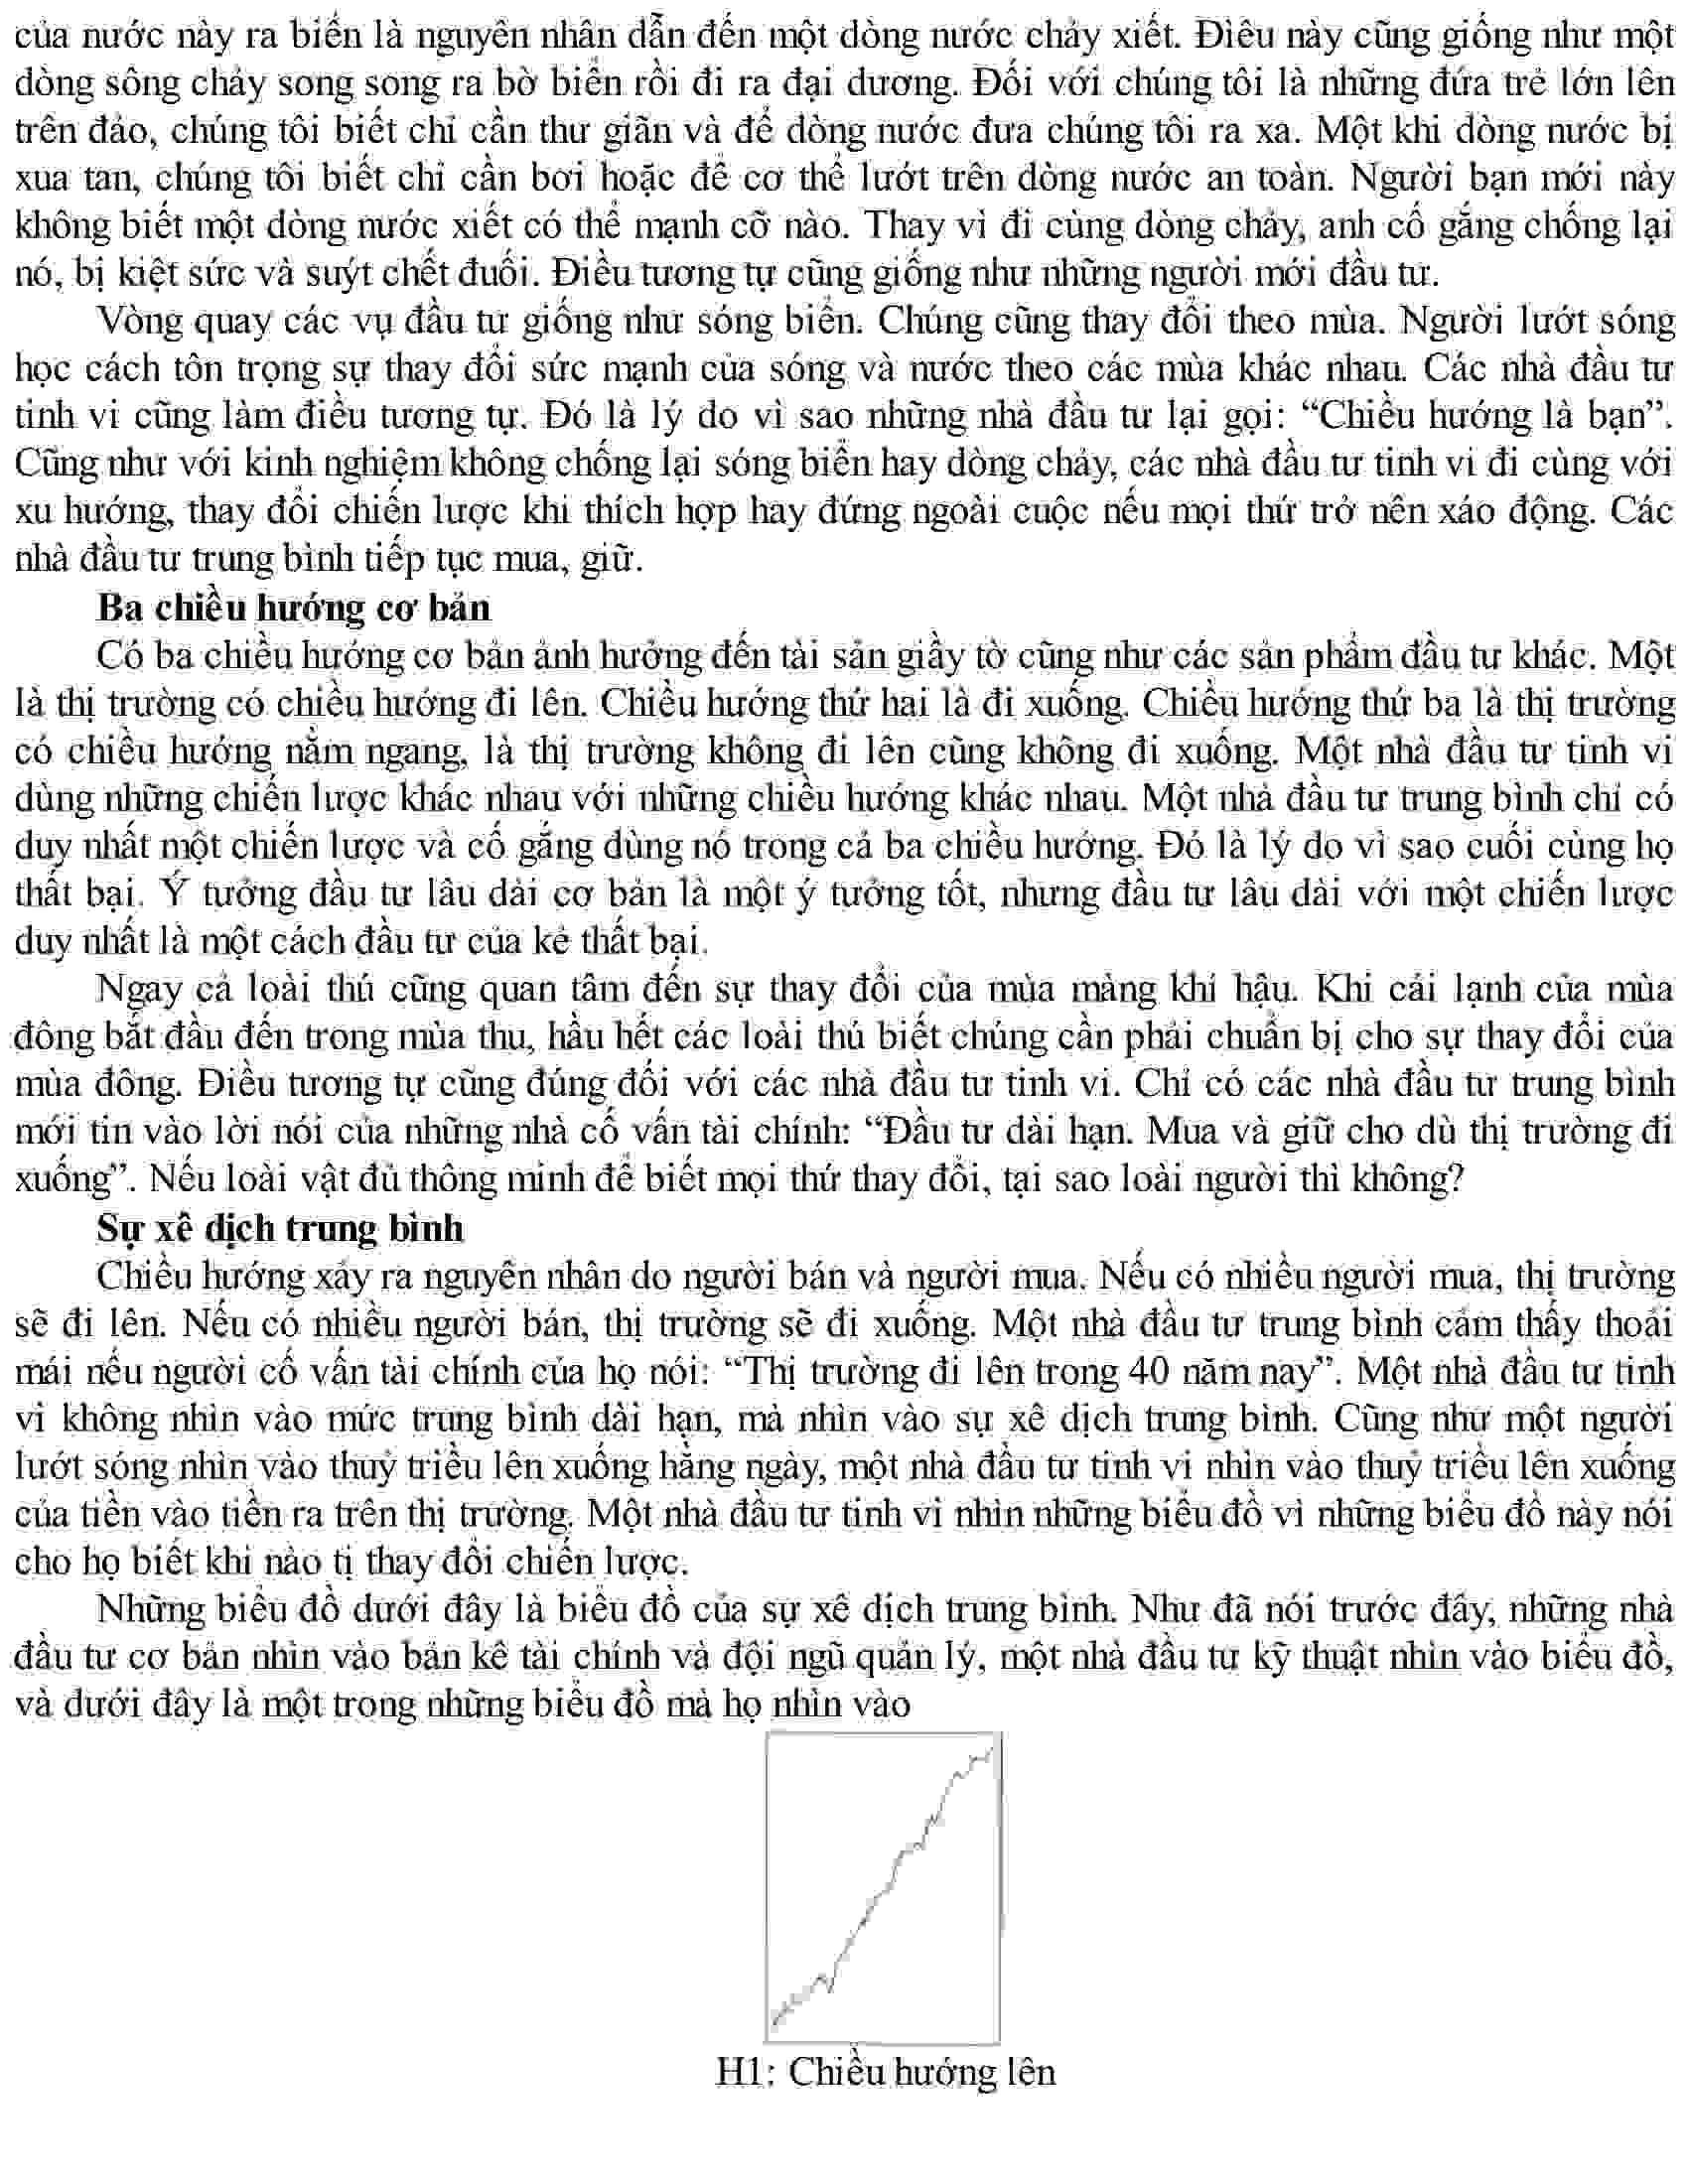 của nước này ra biển là nguyên nhân dẫn đến một dòng nước chảy xiết. Điều này cũng giống như một
dòng sông chảy song song ra bờ biển rồi đi ra đại dương. Đối với chúng tôi là những đứa trẻ lớn lên
trên đảo, chúng tôi biết chỉ cần thư giãn và để dòng nước đưa chúng tôi ra xa. Một khi dòng nước bị
xua tan, chúng tôi biết chỉ cần bơi hoặc để cơ thể lướt trên dòng nước an toàn. Người bạn mới này
không biết một dòng nước xiết có thể mạnh cỡ nào. Thay vì đi cùng dòng chảy, anh cố gắng chống lại
nó, bị kiệt sức và suýt chết đuối. Điều tương tự cũng giống như những người mới đầu tư.
Vòng quay các vụ đầu tư giống như sóng biển. Chúng cũng thay đổi theo mùa. Người lướt sóng
học cách tôn trọng sự thay đổi sức mạnh của sóng và nước theo các mùa khác nhau. Các nhà đầu tư
tinh vi cũng làm điều tương tự. Đó là lý do vì sao những nhà đầu tư lại gọi: “Chiều hướng là bạn”.
Cũng như với kinh nghiệm không chống lại sóng biển hay dòng chảy, các nhà đầu tư tinh vi đi cùng với
xu hướng, thay đổi chiến lược khi thích hợp hay đứng ngoài cuộc nếu mọi thứ trở nên xáo động. Các
nhà đầu tư trung bình tiếp tục mua, giữ.
Ba chiều hướng cơ bản
Có ba chiều hướng cơ bản ảnh hưởng đến tài sản giầy tờ cũng như các sản phẩm đầu tư khác. Một
là thị trường có chiều hướng đi lên. Chiều hướng thứ hai là đi xuống. Chiều hướng thứ ba là thị trường
có chiều hướng nằm ngang, là thị trường không đi lên cũng không đi xuống. Một nhà đầu tư tinh vi
dùng những chiến lược khác nhau với những chiều hướng khác nhau. Một nhà đầu tư trung bình chỉ có
duy nhất một chiến lược và cố gắng dùng nó trong cả ba chiều hướng. Đó là lý do vì sao cuối cùng họ
thất bại. Ý tưởng đầu tư lâu dài cơ bản là một ý tưởng tốt, nhưng đầu tư lâu dài với một chiến lược
duy nhất là một cách đầu tư của kẻ thất bại.
Ngay cả loài thú cũng quan tâm đến sự thay đổi của mùa màng khí hậu. Khi cái lạnh của mùa
đông bắt đầu đến trong mùa thu, hầu hết các loài thú biết chúng cần phải chuẩn bị cho sự thay đổi của
mùa đông. Điều tương tự cũng đúng đối với các nhà đầu tư tinh vi. Chỉ có các nhà đầu tư trung bình
mới tin vào lời nói của những nhà cố vấn tài chính: “Đầu tư dài hạn. Mua và giữ cho dù thị trường đi
xuống”. Nếu loài vật đủ thông minh để biết mọi thứ thay đổi, tại sao loài người thì không?
Sự xê dịch trung bình
Chiều hướng xảy ra nguyên nhân do người bán và người mua. Nếu có nhiều người mua, thị trường
sẽ đi lên. Nếu có nhiều người bán, thị trường sẽ đi xuống. Một nhà đầu tư trung bình cảm thấy thoải
mái nếu người cố vấn tài chính của họ nói: “Thị trường đi lên trong 40 năm nay”. Một nhà đầu tư tinh
vi không nhìn vào mức trung bình dài hạn, mà nhìn vào sự xê dịch trung bình. Cũng như một người
lướt sóng nhìn vào thuỷ triều lên xuống hằng ngày, một nhà đầu tư tinh vi nhìn vào thuỷ triều lên xuống
của tiền vào tiền ra trên thị trường. Một nhà đầu tư tinh vi nhìn những biểu đồ vì những biểu đồ này nói
cho họ biết khi nào tị thay đổi chiến lược.
Những biểu đồ dưới đây là biểu đồ của sự xê dịch trung bình. Như đã nói trước đây, những nhà
đầu tư cơ bản nhìn vào bản kê tài chính và đội ngũ quản lý, một nhà đầu tư kỹ thuật nhìn vào biểu đồ,
và dưới đây là một trong những biểu đồ mà họ nhìn vào
H1: Chiều hướng lên